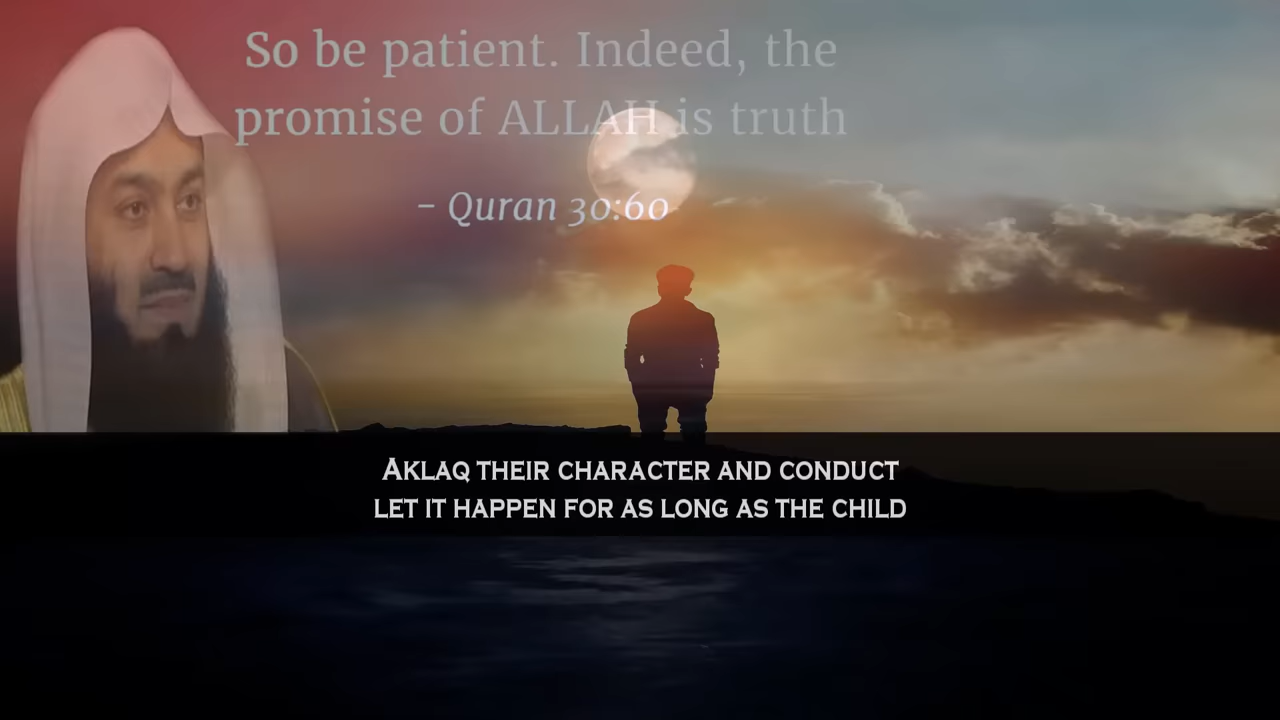 So be patient. Indeed, the
promise of ALLAH is truth
– Quran 30:60
AKLAQ THEIR CHARACTER AND CONDUCT
LET IT HAPPEN FOR AS LONG AS THE CHILD